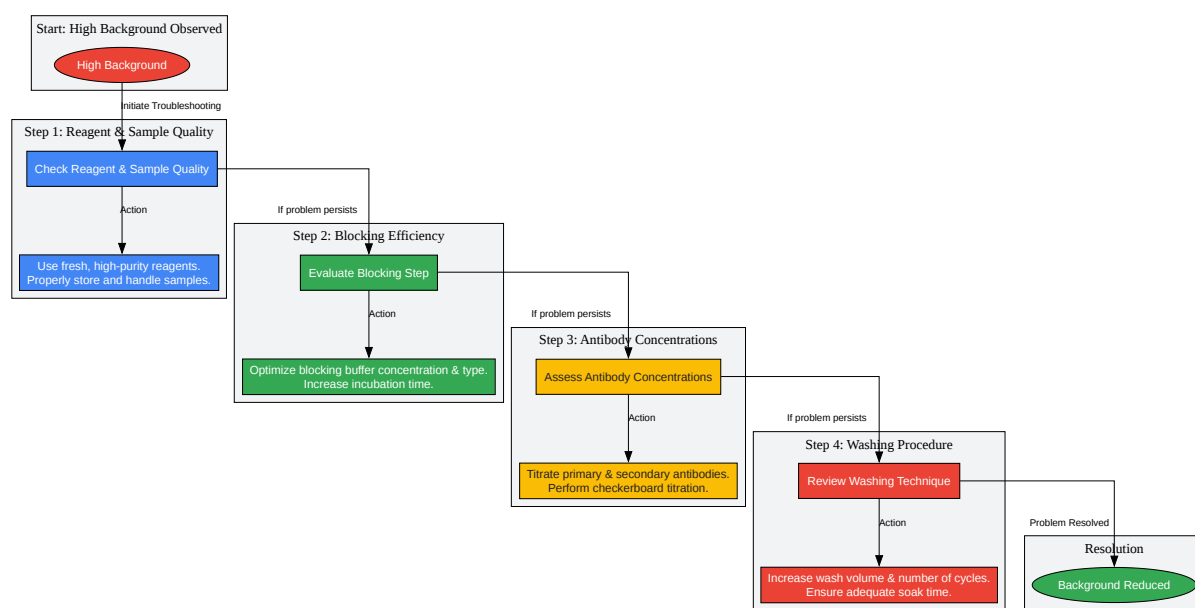 Start: High Background Observed
High Background
Initiate Troubleshooting
Step 1: Reagent & Sample Quality
Check Reagent & Sample Quality
Action
Use fresh, high-purity reagents.
Properly store and handle samples.
If problem persists
Step 2: Blocking Efficiency
Evaluate Blocking Step
Action
Optimize blocking buffer concentration & type.
Increase incubation time.
If problem persists
Step 3: Antibody Concentrations
Assess Antibody Concentrations
Action
Titrate primary & secondary antibodies.
Perform checkerboard titration.
If problem persists
Step 4: Washing Procedure
Review Washing Technique
Action
Increase wash volume & number of cycles.
Ensure adequate soak time.
Problem Resolved
Resolution
Background Reduced